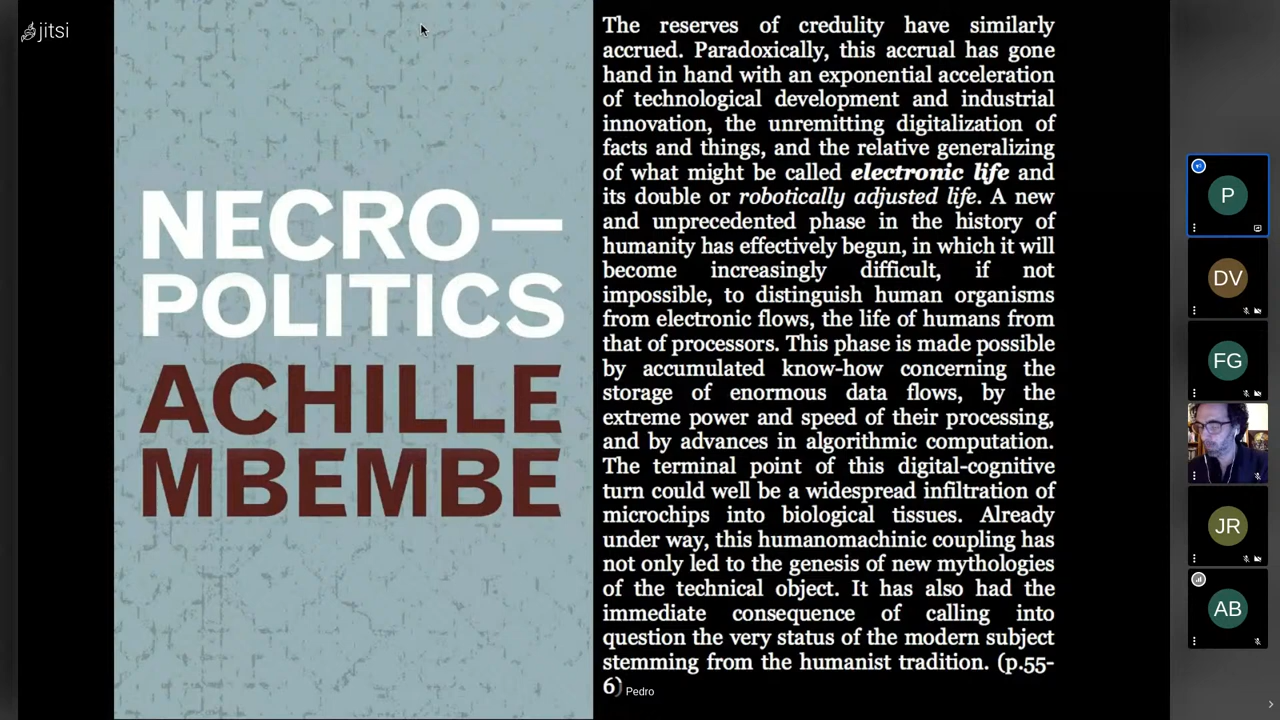 jitsi
NECRO—
POLITICS
ACHILLE
MBEMBE
The reserves of credulity have similarly
accrued. Paradoxically, this accrual has gone
hand in hand with an exponential acceleration
of technological development and industrial
innovation, the unremitting digitalization of
facts and things, and the relative generalizing
of what might be called electronic life and
its double or robotically adjusted life. A new
and unprecedented phase in the history of
humanity has effectively begun, in which it will
become increasingly difficult, if not
impossible, to distinguish human organisms
from electronic flows, the life of humans from
that of processors. This phase is made possible
by accumulated know-how concerning the
storage of enormous data flows, by the
extreme power and speed of their processing,
and by advances in algorithmic computation.
The terminal point of this digital-cognitive
turn could well be a widespread infiltration of
microchips into biological tissues. Already
under way, this humanomachinic coupling has
not only led to the genesis of new mythologies
of the technical object. It has also had the
immediate consequence of calling into
question the very status of the modern subject
stemming from the humanist tradition. (p.55-
6)
Pedro
P
DV
FG
JR
AB